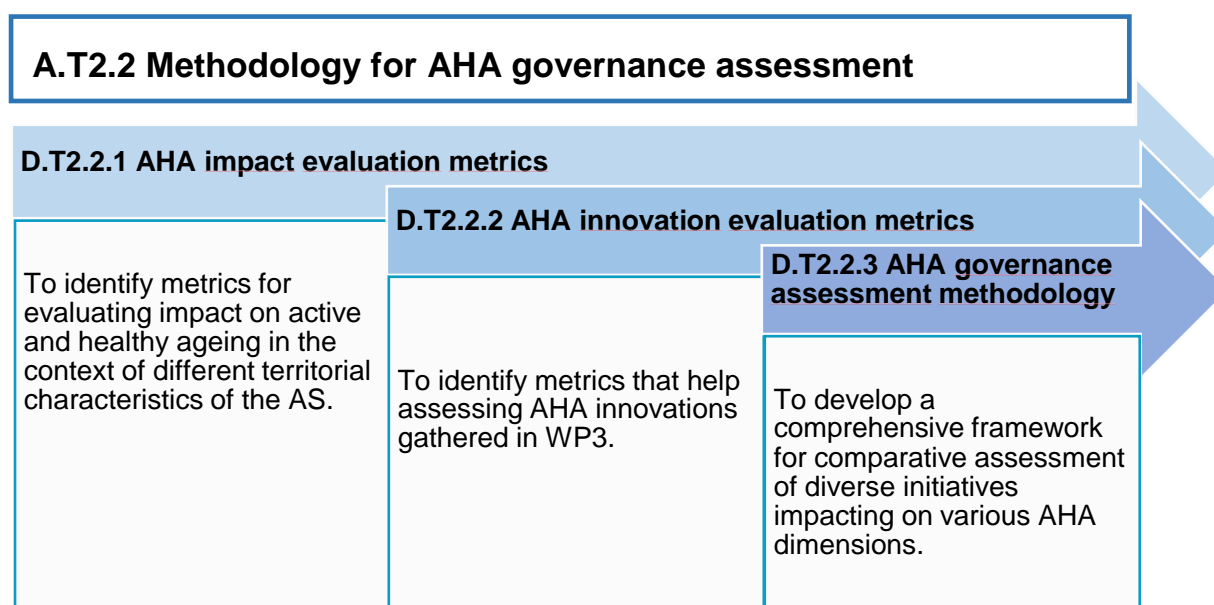 A.T2.2 Methodology for AHA governance assessment
D.T2.2.1 AHA impact evaluation metrics
To identify metrics for
evaluating impact on active
and healthy ageing in the
context of different territorial
characteristics of the AS.
D.T2.2.2 AHA innovation evaluation metrics
To identify metrics that help
assessing AHA innovations
gathered in WP3.
D.T2.2.3 AHA governance
assessment methodology
To develop a
comprehensive framework
for comparative assessment
of diverse initiatives
impacting on various AHA
dimensions.